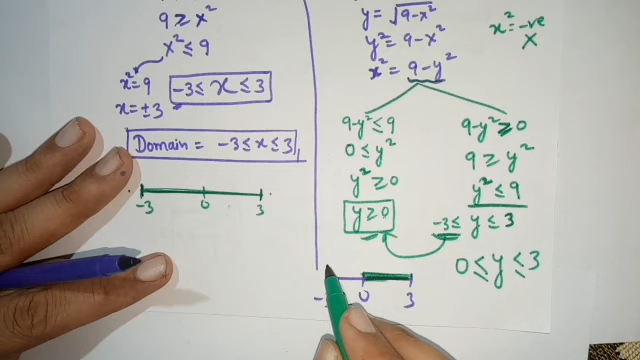 9 ≥ x²
x² ≤ 9
x² = 9
x = ±3
-3 ≤ x ≤ 3
Domain = -3 ≤ x ≤ 3
-3 0 3
y = √9-x²
y² = 9-x²
x² = 9-y²
x² = -ve
X
9-y² ≤ 9
0 ≤ y²
y² ≥ 0
y ≥ 0
9-y² ≥ 0
9 ≥ y²
y² ≤ 9
-3 ≤ y ≤ 3
0 ≤ y ≤ 3
0 3